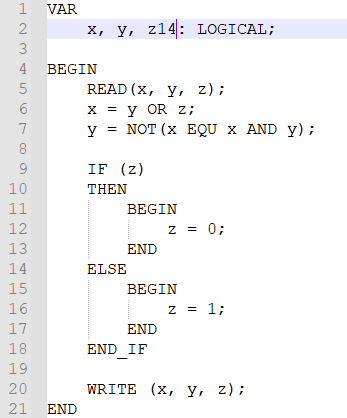 1 VAR
2     x, y, z14: LOGICAL;
3
4 BEGIN
5     READ(x, y, z);
6     x = y OR z;
7     y = NOT(x EQU x AND y);
8
9     IF (z)
10     THEN
11         BEGIN
12             z = 0;
13         END
14     ELSE
15         BEGIN
16             z = 1;
17         END
18     END_IF
19
20     WRITE (x, y, z);
21 END